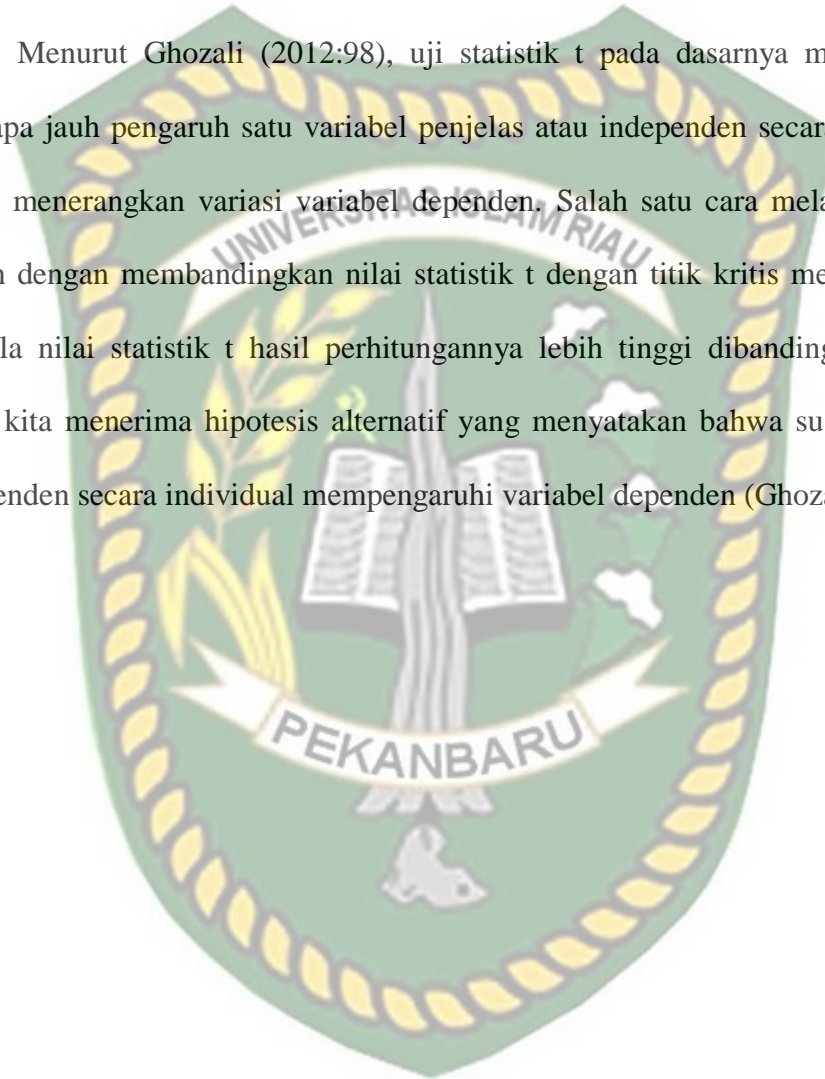 Menurut Ghozali (2012:98), uji statistik t pada dasarnya m
apa jauh pengaruh satu variabel penjelas atau independen secara
menerangkan variasi variabel dependen. Salah satu cara mela
dengan membandingkan nilai statistik t dengan titik kritis me
la nilai statistik t hasil perhitungannya lebih tinggi dibanding
kita menerima hipotesis alternatif yang menyatakan bahwa su
enden secara individual mempengaruhi variabel dependen (Ghoza
UNIVERSITAS ISLAM RIAU
PEKANBARU